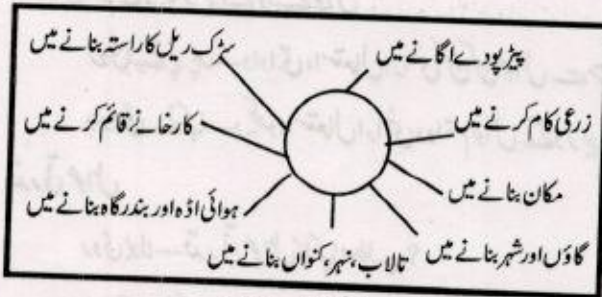 پیڑ پودے اگانے میں
سڑک ریل کا راستہ بنانے میں
زرعی کام کرنے میں
کارخانے قائم کرنے میں
مکان بنانے میں
ہوائی اڈہ اور بندرگاہ بنانے میں
گاؤں اور شہر بنانے میں
تالاب، نہر، کنواں بنانے میں